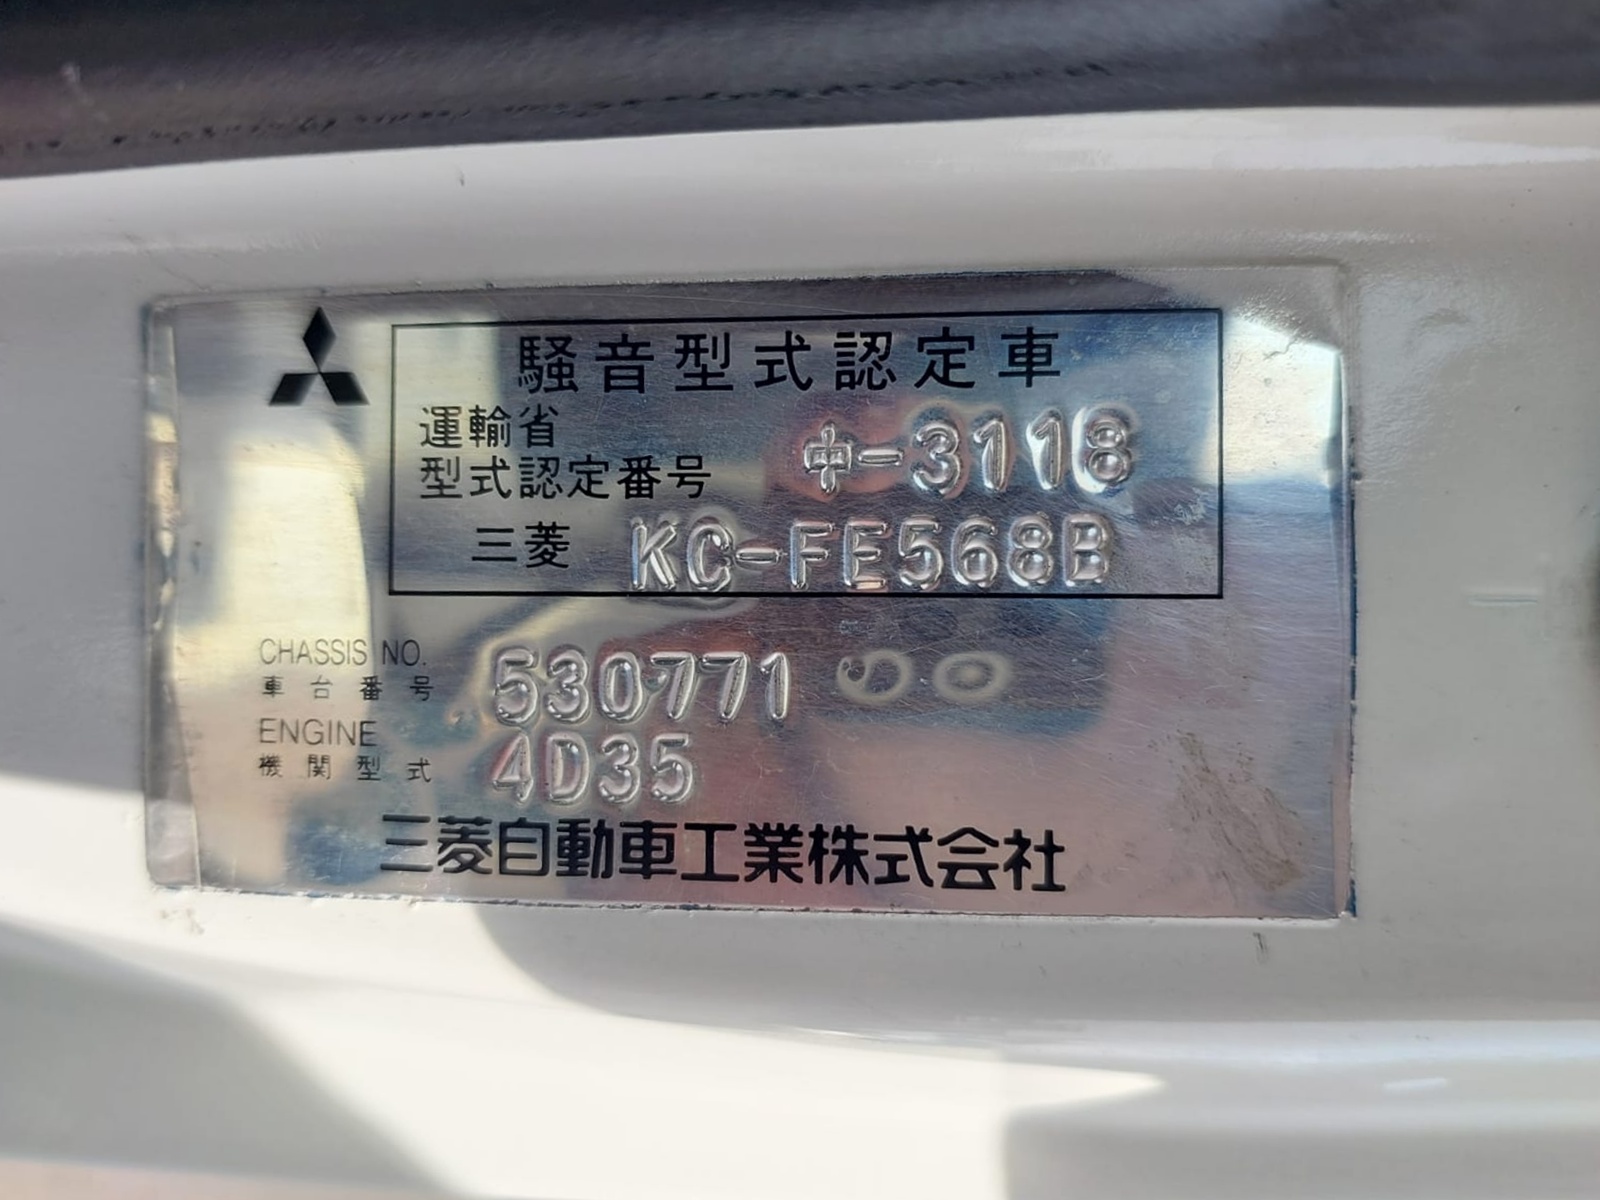 騒音型式認定車
運輸省
型式認定番号 中-3118
三菱 KC-FE568B
CHASSIS NO. 530771
車台番号
ENGINE 4D35
機関型式
三菱自動車工業株式会社